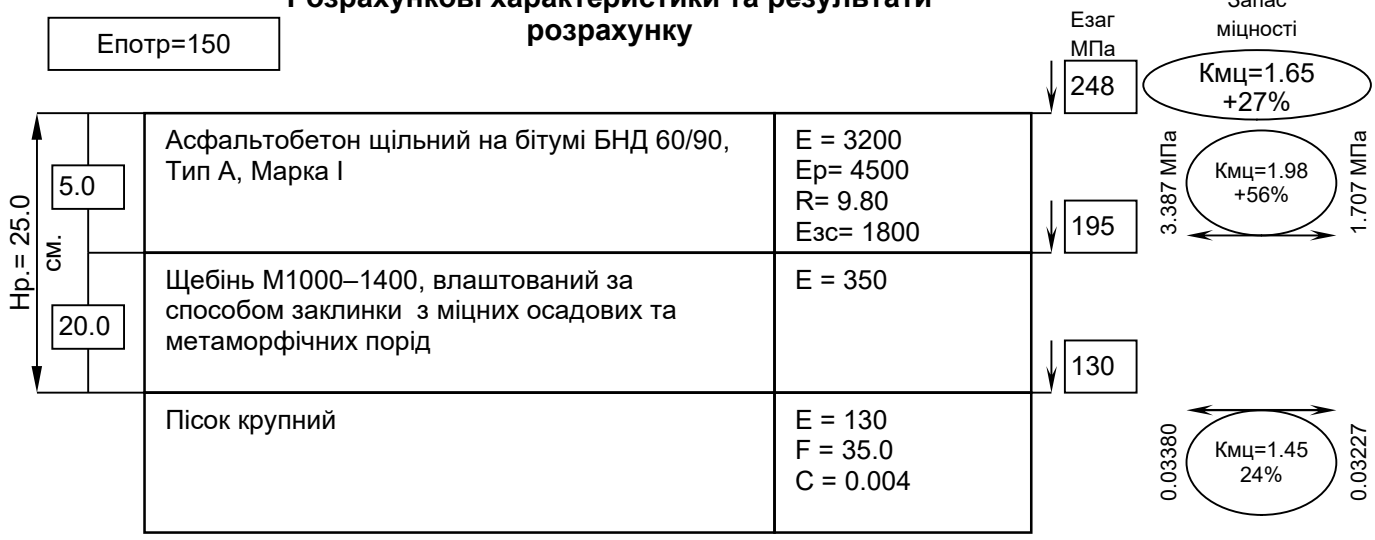 Розрахункові характеристики та результати
розрахунку
Епотр=150
Езаг
МПа
Запас
міцності
248
Кмц=1.65
+27%
Нр.= 25.0
см.
5.0
Асфальтобетон щільний на бітумі БНД 60/90,
Тип А, Марка І
Е = 3200
Ер= 4500
R= 9.80
Езс= 1800
195
3.387 МПа
Кмц=1.98
+56%
1.707 МПа
20.0
Щебінь М1000–1400, влаштований за
способом заклинки з міцних осадових та
метаморфічних порід
Е = 350
130
Пісок крупний
Е = 130
F = 35.0
C = 0.004
0.03380
Кмц=1.45
24%
0.03227